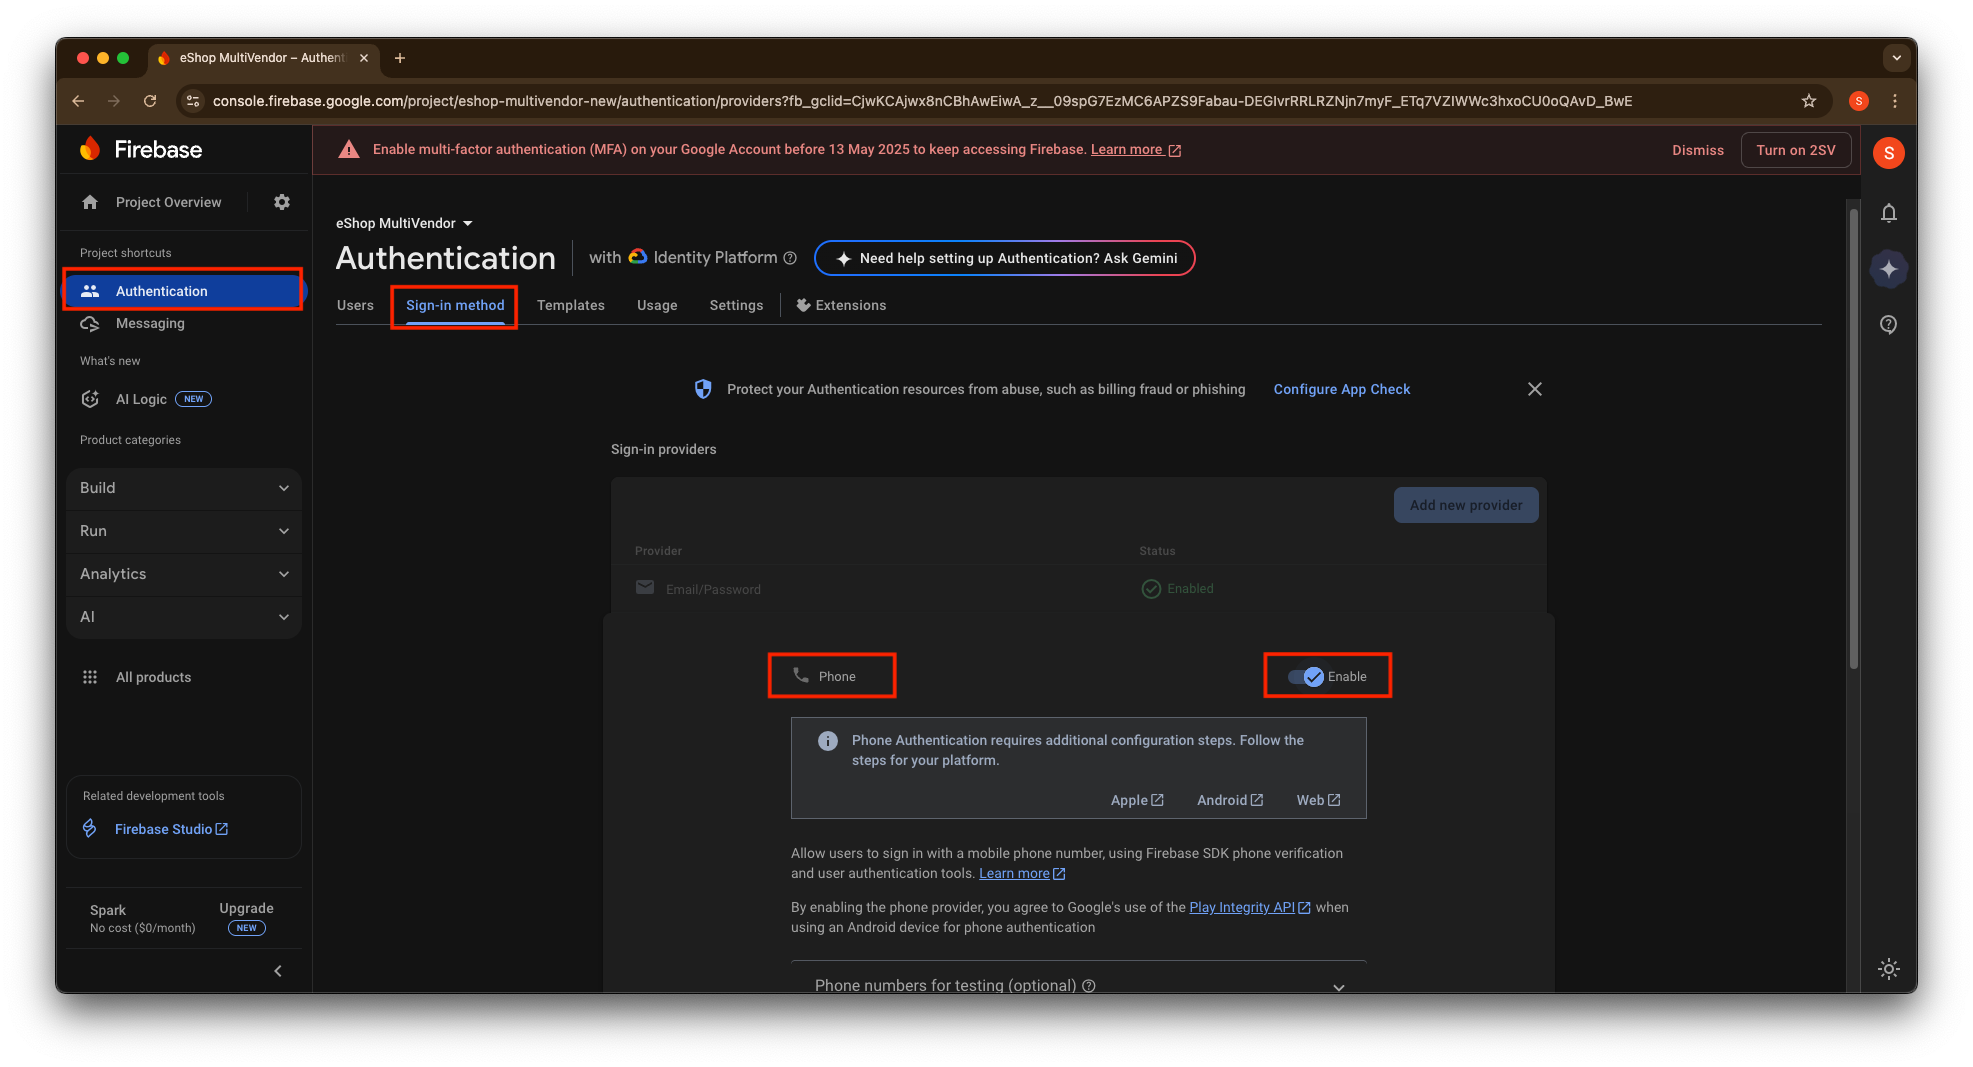 eShop MultiVendor – Authent
console.firebase.google.com/project/eshop-multivendor-new/authentication/providers?fb_gclid=CjwKCAjwx8nCBhAwEiwA_z__09spG7EzMC6APZS9Fabau-DEGIvrRRLRZNjn7myF_ETq7VZIWWc3hxoCU0oQAvD_BwE
S
Firebase
Enable multi-factor authentication (MFA) on your Google Account before 13 May 2025 to keep accessing Firebase. Learn more
Dismiss
Turn on 2SV
S
Project Overview
Project shortcuts
Authentication
Messaging
What's new
AI Logic NEW
Product categories
Build
Run
Analytics
AI
All products
Related development tools
Firebase Studio
Spark
No cost ($0/month)
Upgrade
NEW
eShop MultiVendor
Authentication
with Identity Platform
Need help setting up Authentication? Ask Gemini
Users Sign-in method Templates Usage Settings Extensions
Protect your Authentication resources from abuse, such as billing fraud or phishing Configure App Check
Sign-in providers
Add new provider
Provider Status
Email/Password Enabled
Phone Enable
Phone Authentication requires additional configuration steps. Follow the
steps for your platform.
Apple Android Web
Allow users to sign in with a mobile phone number, using Firebase SDK phone verification
and user authentication tools. Learn more
By enabling the phone provider, you agree to Google's use of the Play Integrity API when
using an Android device for phone authentication
Phone numbers for testing (optional)